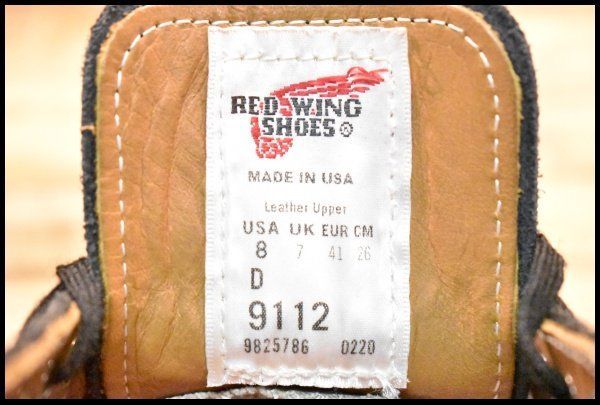 RED WING
SHOES®
MADE IN USA
Leather Upper
USA UK EUR CM
8 7 41 26
D
9112
9825786 0220